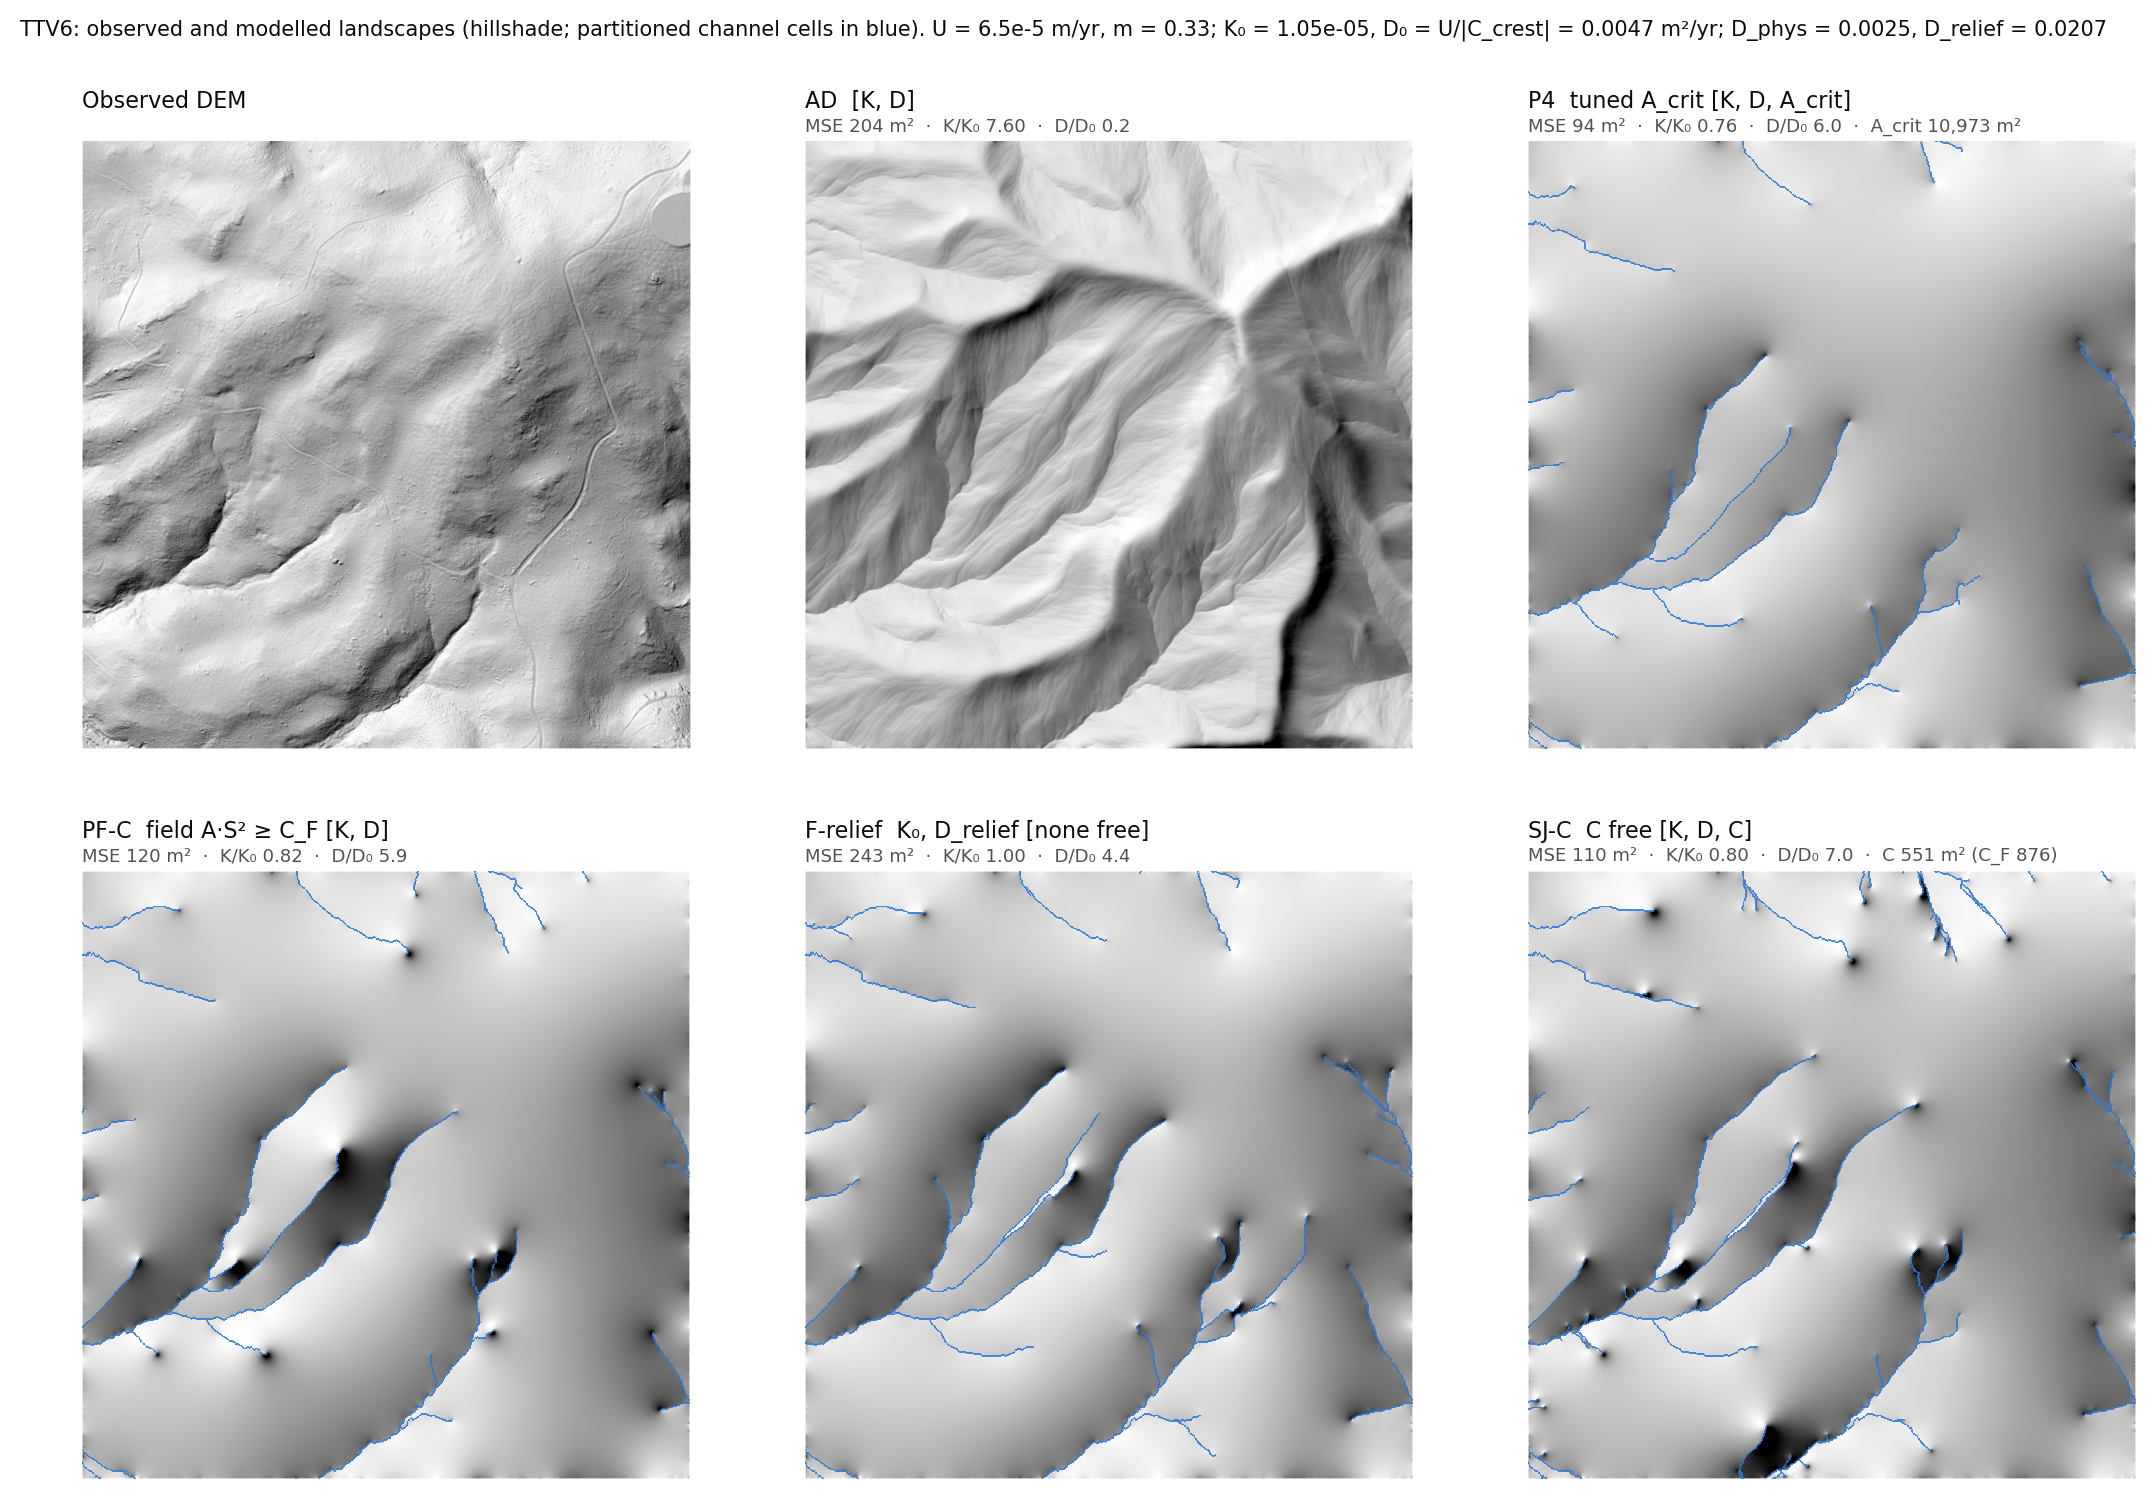 TTV6: observed and modelled landscapes (hillshade; partitioned channel cells in blue). U = 6.5e-5 m/yr, m = 0.33; K₀ = 1.05e-05, D₀ = U/|C_crest| = 0.0047 m²/yr; D_phys = 0.0025, D_relief = 0.0207
Observed DEM
AD [K, D]
MSE 204 m² · K/K₀ 7.60 · D/D₀ 0.2
P4 tuned A_crit [K, D, A_crit]
MSE 94 m² · K/K₀ 0.76 · D/D₀ 6.0 · A_crit 10,973 m²
PF-C field A·S² ≥ C_F [K, D]
MSE 120 m² · K/K₀ 0.82 · D/D₀ 5.9
F-relief K₀, D_relief [none free]
MSE 243 m² · K/K₀ 1.00 · D/D₀ 4.4
SJ-C C free [K, D, C]
MSE 110 m² · K/K₀ 0.80 · D/D₀ 7.0 · C 551 m² (C_F 876)